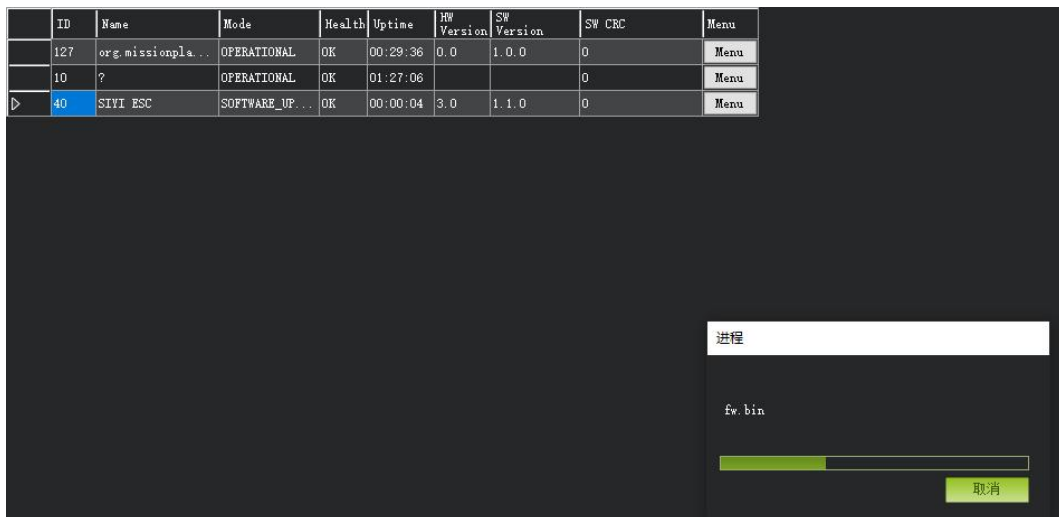 ID Name Mode Health Uptime HW Version SW Version SW CRC Menu
127 org.missionpla... OPERATIONAL OK 00:29:36 0.0 1.0.0 0 Menu
10 ? OPERATIONAL OK 01:27:06 0 Menu
40 SIYI ESC SOFTWARE_UP... OK 00:00:04 3.0 1.1.0 0 Menu
进程
fw.bin
取消